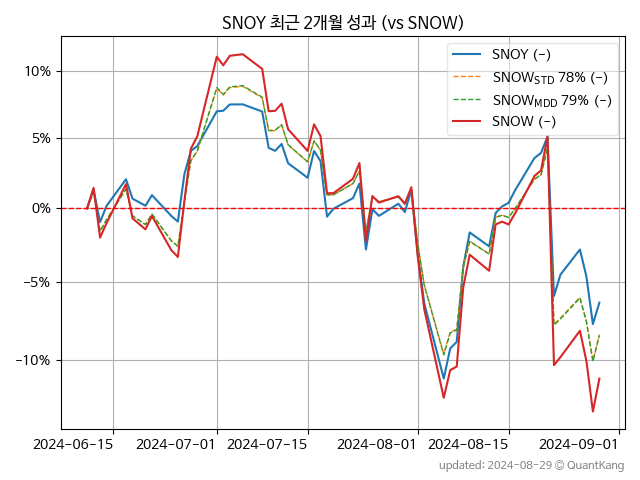 SNOY 최근 2개월 성과 (vs SNOW)
SNOY (-)
SNOW_STD 78% (-)
SNOW_MDD 79% (-)
SNOW (-)
10%
5%
0%
−5%
−10%
2024-06-15
2024-07-01
2024-07-15
2024-08-01
2024-08-15
2024-09-01
updated: 2024-08-29 © QuantKang